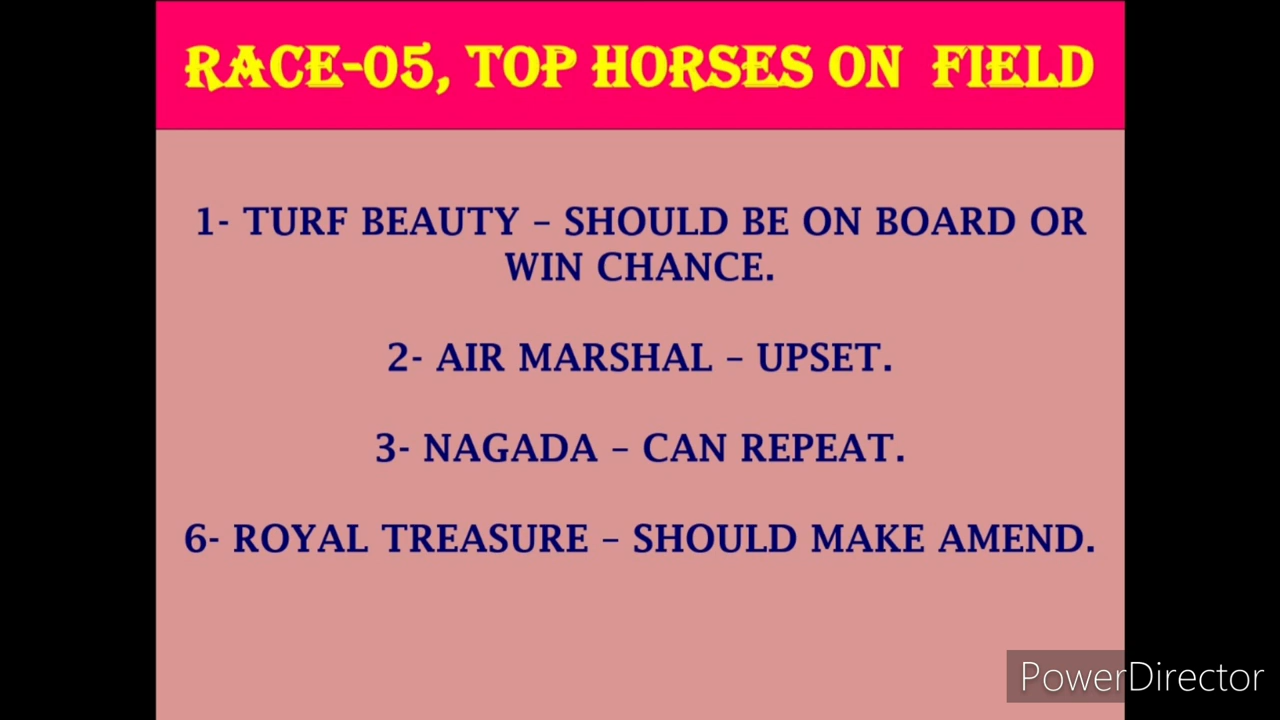 RACE-05, TOP HORSES ON FIELD
1- TURF BEAUTY – SHOULD BE ON BOARD OR
WIN CHANCE.
2- AIR MARSHAL – UPSET.
3- NAGADA – CAN REPEAT.
6- ROYAL TREASURE – SHOULD MAKE AMEND.
PowerDirector